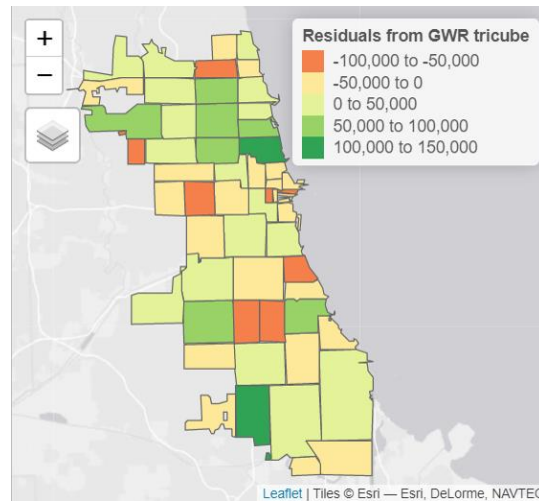 +
−
Residuals from GWR tricube
-100,000 to -50,000
-50,000 to 0
0 to 50,000
50,000 to 100,000
100,000 to 150,000
Leaflet | Tiles © Esri — Esri, DeLorme, NAVTEQ